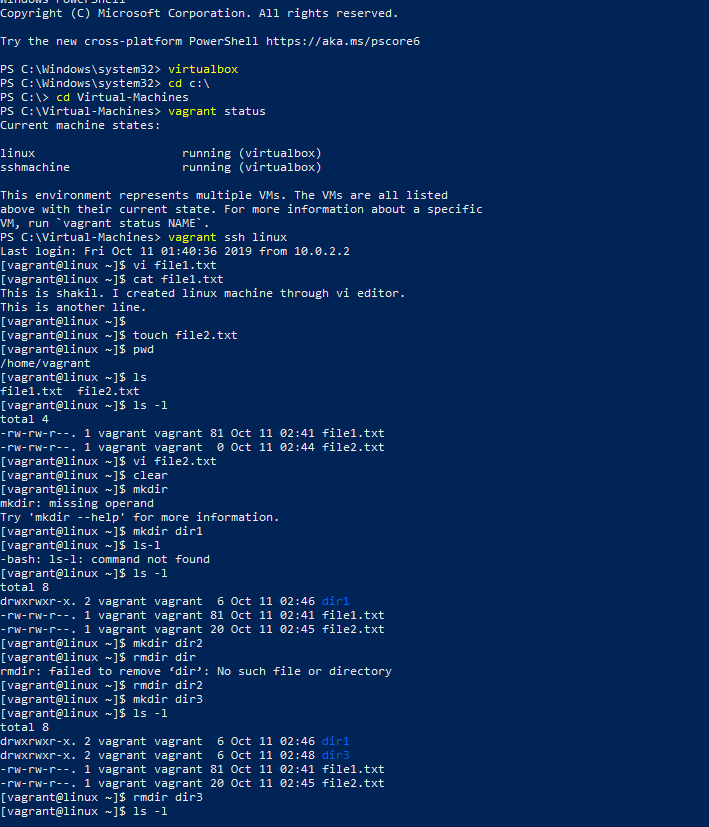 Windows PowerShell
Copyright (C) Microsoft Corporation. All rights reserved.
Try the new cross-platform PowerShell https://aka.ms/pscore6
PS C:\Windows\system32> virtualbox
PS C:\Windows\system32> cd c:\
PS C:\> cd Virtual-Machines
PS C:\Virtual-Machines> vagrant status
Current machine states:
linux                     running (virtualbox)
sshmachine                running (virtualbox)
This environment represents multiple VMs. The VMs are all listed
above with their current state. For more information about a specific
VM, run `vagrant status NAME`.
PS C:\Virtual-Machines> vagrant ssh linux
Last login: Fri Oct 11 01:40:36 2019 from 10.0.2.2
[vagrant@linux ~]$ vi file1.txt
[vagrant@linux ~]$ cat file1.txt
This is shakil. I created linux machine through vi editor.
This is another line.
[vagrant@linux ~]$
[vagrant@linux ~]$ touch file2.txt
[vagrant@linux ~]$ pwd
/home/vagrant
[vagrant@linux ~]$ ls
file1.txt  file2.txt
[vagrant@linux ~]$ ls -l
total 4
-rw-rw-r--. 1 vagrant vagrant 81 Oct 11 02:41 file1.txt
-rw-rw-r--. 1 vagrant vagrant  0 Oct 11 02:44 file2.txt
[vagrant@linux ~]$ vi file2.txt
[vagrant@linux ~]$ clear
[vagrant@linux ~]$ mkdir
mkdir: missing operand
Try 'mkdir --help' for more information.
[vagrant@linux ~]$ mkdir dir1
[vagrant@linux ~]$ ls-l
-bash: ls-l: command not found
[vagrant@linux ~]$ ls -l
total 8
drwxrwxr-x. 2 vagrant vagrant  6 Oct 11 02:46 dir1
-rw-rw-r--. 1 vagrant vagrant 81 Oct 11 02:41 file1.txt
-rw-rw-r--. 1 vagrant vagrant 20 Oct 11 02:45 file2.txt
[vagrant@linux ~]$ mkdir dir2
[vagrant@linux ~]$ rmdir dir
rmdir: failed to remove ‘dir’: No such file or directory
[vagrant@linux ~]$ rmdir dir2
[vagrant@linux ~]$ mkdir dir3
[vagrant@linux ~]$ ls -l
total 8
drwxrwxr-x. 2 vagrant vagrant  6 Oct 11 02:46 dir1
drwxrwxr-x. 2 vagrant vagrant  6 Oct 11 02:48 dir3
-rw-rw-r--. 1 vagrant vagrant 81 Oct 11 02:41 file1.txt
-rw-rw-r--. 1 vagrant vagrant 20 Oct 11 02:45 file2.txt
[vagrant@linux ~]$ rmdir dir3
[vagrant@linux ~]$ ls -l